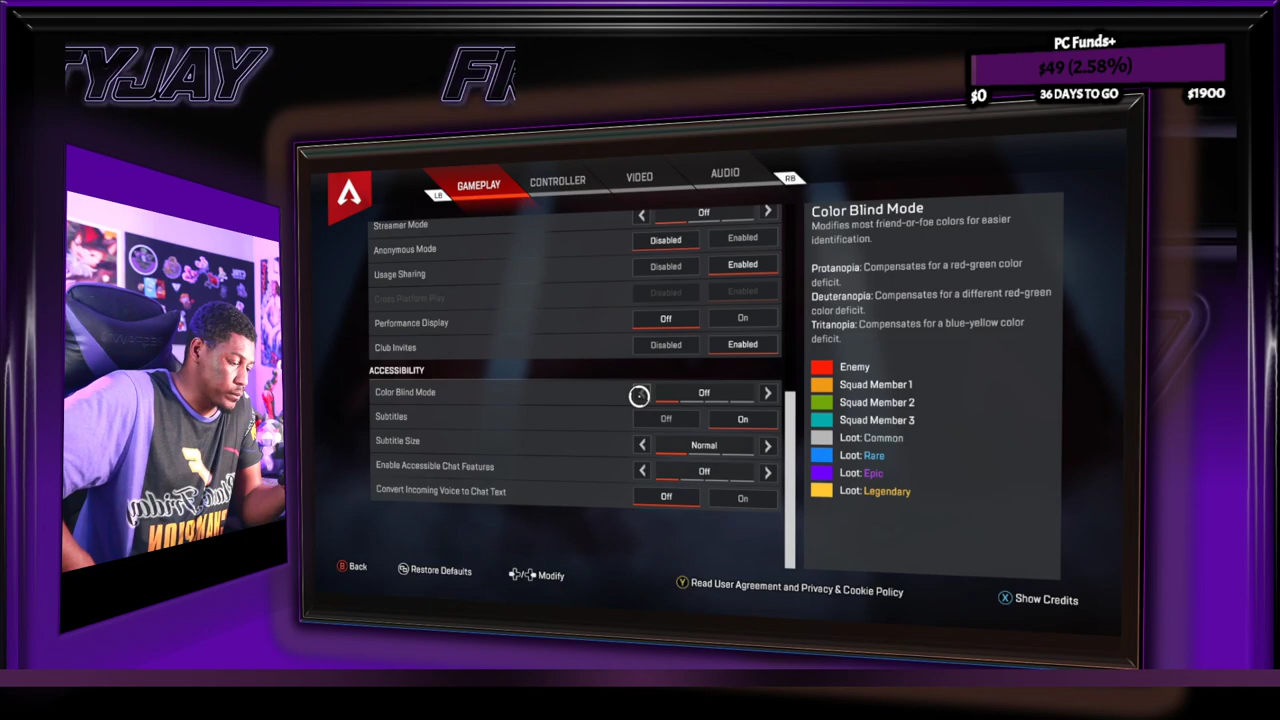 TYJAY
PC Funds+
$49 (2.58%)
$0
36 DAYS TO GO
$1900
LB
GAMEPLAY
CONTROLLER
VIDEO
AUDIO
RB
Streamer Mode
Off
Anonymous Mode
Disabled
Enabled
Usage Sharing
Disabled
Enabled
Cross Platform Play
Disabled
Enabled
Performance Display
Off
On
Club Invites
Disabled
Enabled
ACCESSIBILITY
Color Blind Mode
Off
Subtitles
Off
On
Subtitle Size
Normal
Enable Accessible Chat Features
Off
Convert Incoming Voice to Chat Text
Off
On
Color Blind Mode
Modifies most friend-or-foe colors for easier
identification.
Protanopia: Compensates for a red-green color
deficit.
Deuteranopia: Compensates for a different red-green
color deficit.
Tritanopia: Compensates for a blue-yellow color
deficit.
Enemy
Squad Member 1
Squad Member 2
Squad Member 3
Loot: Common
Loot: Rare
Loot: Epic
Loot: Legendary
B Back
Restore Defaults
Modify
Y Read User Agreement and Privacy & Cookie Policy
X Show Credits